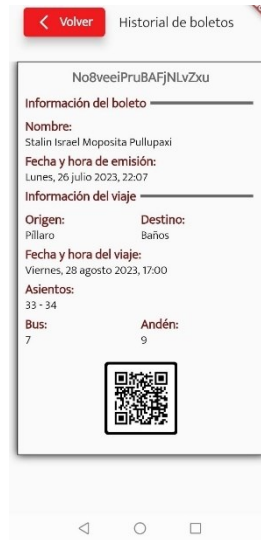 Volver Historial de boletos
No8veeiPruBAFjNLvZxu
Información del boleto
Nombre:
Stalin Israel Moposita Pullupaxi
Fecha y hora de emisión:
Lunes, 26 julio 2023, 22:07
Información del viaje
Origen: Destino:
Píllaro Baños
Fecha y hora del viaje:
Viernes, 28 agosto 2023, 17:00
Asientos:
33 - 34
Bus: Andén:
7 9